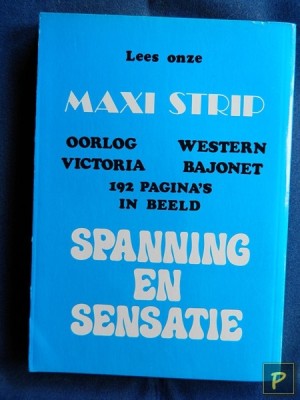 Lees onze
MAXI STRIP
OORLOG WESTERN
VICTORIA BAJONET
192 PAGINA'S
IN BEELD
SPANNING
EN
SENSATIE
P